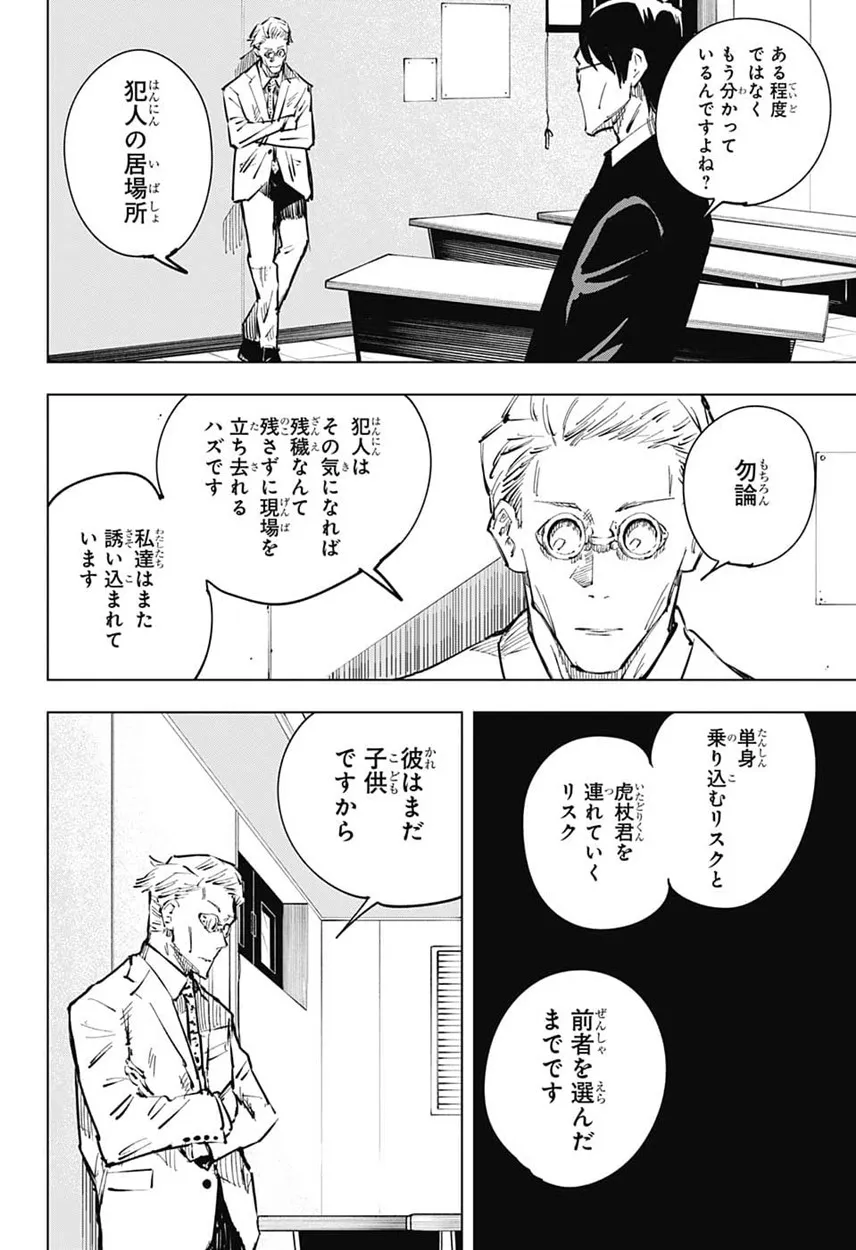 ある程度
ではなく
もう分かって
いるんですよね?
犯人の居場所
勿論
犯人は
その気になれば
残穢なんて
残さずに現場を
立ち去れる
ハズです
私達はまた
誘い込まれて
います
単身
乗り込むリスクと
虎杖君を
連れていく
リスク
前者を選んだ
までです
彼はまだ
子供
ですから